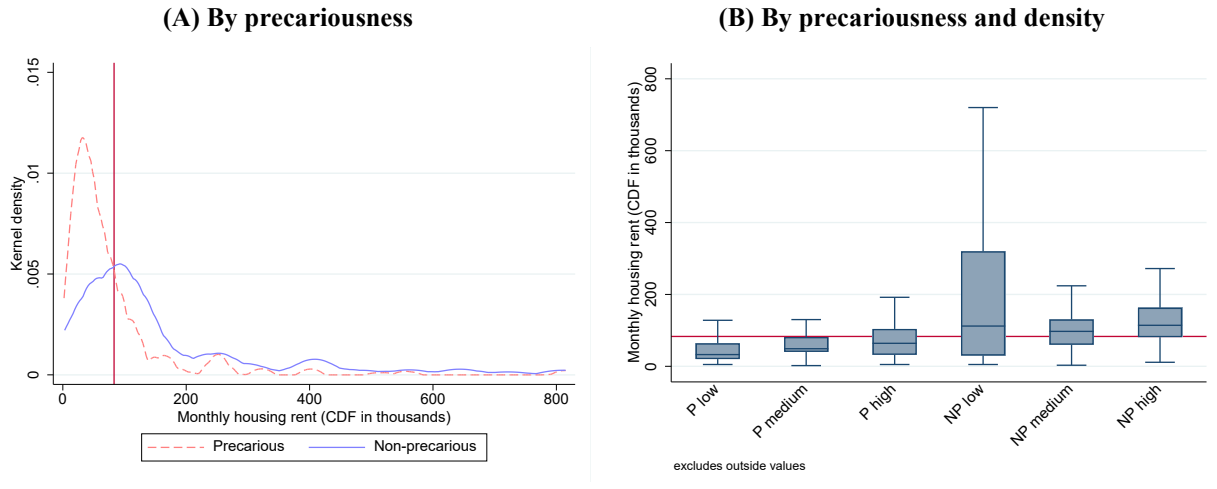 (A) By precariousness
.015
.01
.005
0
Kernel density
0 200 400 600 800
Monthly housing rent (CDF in thousands)
Precarious Non-precarious
(B) By precariousness and density
800
600
400
200
0
Monthly housing rent (CDF in thousands)
P low P medium P high NP low NP medium NP high
excludes outside values